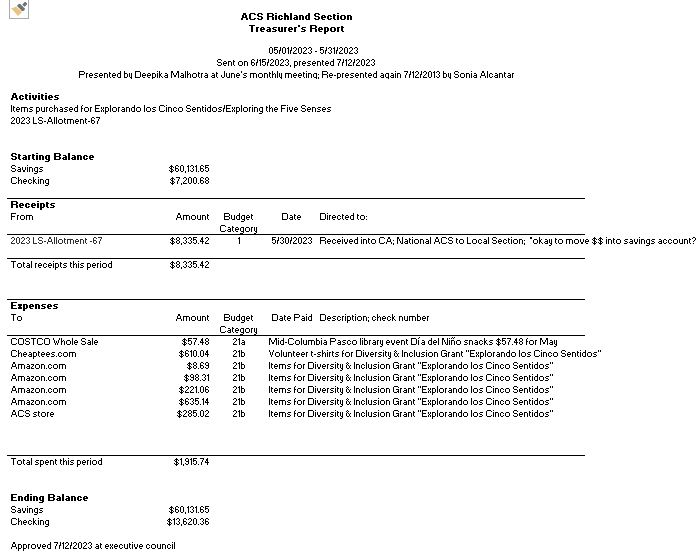 ACS Richland Section
Treasurer's Report
05/01/2023 - 5/31/2023
Sent on 6/15/2023, presented 7/12/2023
Presented by Deepika Malhotra at June's monthly meeting; Re-presented again 7/12/2013 by Sonia Alcantar
Activities
Items purchased for Explorando los Cinco Sentidos/Exploring the Five Senses
2023 LS-Allotment-67
Starting Balance
Savings $60,131.65
Checking $7,200.68
Receipts
From Amount Budget Category Date Directed to:
2023 LS-Allotment -67 $8,335.42 1 5/30/2023 Received into CA; National ACS to Local Section; "okay to move $$ into savings account?
Total receipts this period $8,335.42
Expenses
To Amount Budget Category Date Paid Description; check number
COSTCO Whole Sale $57.48 21a Mid-Columbia Pasco library event Día del Niño snacks $57.48 for May
Cheaptees.com $610.04 21b Volunteer t-shirts for Diversity & Inclusion Grant "Explorando los Cinco Sentidos"
Amazon.com $8.69 21b Items for Diversity & Inclusion Grant "Explorando los Cinco Sentidos"
Amazon.com $98.31 21b Items for Diversity & Inclusion Grant "Explorando los Cinco Sentidos"
Amazon.com $221.06 21b Items for Diversity & Inclusion Grant "Explorando los Cinco Sentidos"
Amazon.com $635.14 21b Items for Diversity & Inclusion Grant "Explorando los Cinco Sentidos"
ACS store $285.02 21b Items for Diversity & Inclusion Grant "Explorando los Cinco Sentidos"
Total spent this period $1,915.74
Ending Balance
Savings $60,131.65
Checking $13,620.36
Approved 7/12/2023 at executive council